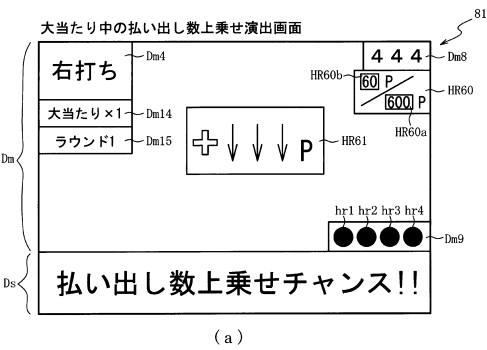 大当たり中の払い出し数上乗せ演出画面
81
右打ち
Dm4
4 4 4
Dm8
HR60b
60 P
600 P
HR60
HR60a
大当たり×1
Dm14
ラウンド1
Dm15
+ ↓ ↓ ↓ P
HR61
Dm
hr1 hr2 hr3 hr4
Dm9
Ds
払い出し数上乗せチャンス!!
(a)